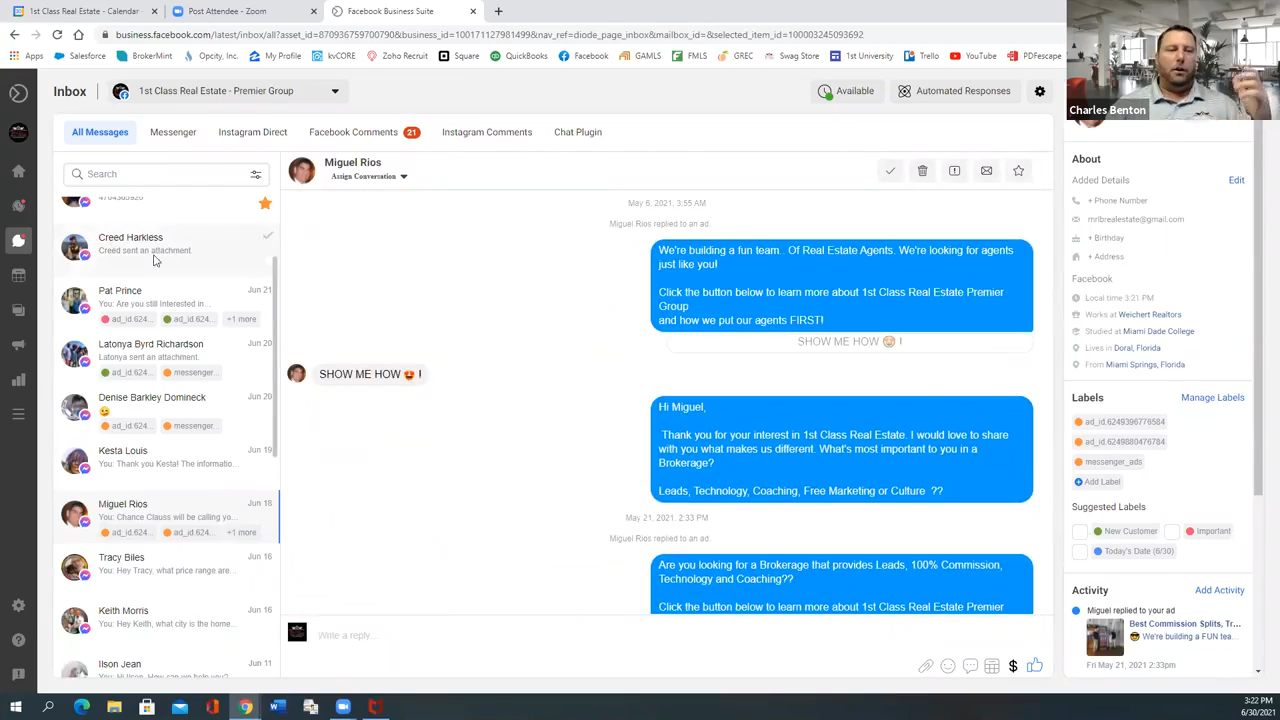 1st Class Real Estate - Calendar
Post Attendee - Zoom
Facebook Business Suite
business.facebook.com/latest/inbox/all?asset_id=870936759700790&business_id=100171127981499&nav_ref=diode_page_inbox&mailbox_id=&selected_item_id=100003245093692
Apps
Salesforce
BrokerMint
Opcity, Inc.
kvCORE
Zoho Recruit
Square
QuickBooks
Facebook
GAMLS
FMLS
GREC
Swag Store
1st University
Trello
YouTube
PDFescape
Charles Benton
Inbox
1st Class Real Estate - Premier Group
Available
Automated Responses
All Messages
Messenger
Instagram Direct
Facebook Comments 21
Instagram Comments
Chat Plugin
Search
4704365920
Creed Harkless
Creed sent an attachment.
Pat Prince Jun 21
You: Are you still Interested in...
ad_id.624... ad_id.624... +1 more
Latonya Byrd Richardson Jun 20
Latonya sent an attachment.
ad_id.624... messenger...
Denise Barkley Domineck Jun 20
ad_id.624... messenger...
Kesta Louis Jun 19
You: Thank you Kesta! The informatio...
Miguel Rios Jun 18
You: Chance Clauss will be calling yo...
ad_id.624... ad_id.624... +1 more
Tracy Biles Jun 16
You: Hey Tracy, what price range are...
Keith Morris Jun 16
You: Hey Keith, what city is the home...
Ilson Jean Jun 11
You: Hi Ilson, How can we help you?
Miguel Rios
Assign Conversation
May 6, 2021, 3:55 AM
Miguel Rios replied to an ad.
We're building a fun team.. Of Real Estate Agents. We're looking for agents
just like you!
Click the button below to learn more about 1st Class Real Estate Premier
Group
and how we put our agents FIRST!
SHOW ME HOW 😍 !
SHOW ME HOW 😍 !
Hi Miguel,
Thank you for your interest in 1st Class Real Estate. I would love to share
with you what makes us different. What's most important to you in a
Brokerage?
Leads, Technology, Coaching, Free Marketing or Culture ??
May 21, 2021, 2:33 PM
Miguel Rios replied to an ad.
Are you looking for a Brokerage that provides Leads, 100% Commission,
Technology and Coaching??
Click the button below to learn more about 1st Class Real Estate Premier
Write a reply...
About
Added Details Edit
+ Phone Number
mrlbrealestate@gmail.com
+ Birthday
+ Address
Facebook
Local time 3:21 PM
Works at Weichert Realtors
Studied at Miami Dade College
Lives in Doral, Florida
From Miami Springs, Florida
Labels Manage Labels
ad_id.6249396776584
ad_id.6249880476784
messenger_ads
Add Label
Suggested Labels
New Customer Important
Today's Date (6/30)
Activity Add Activity
Miguel replied to your ad
Best Commission Splits, Tr...
😎 We're building a FUN tea...
Fri May 21, 2021 2:33pm
3:22 PM
6/30/2021